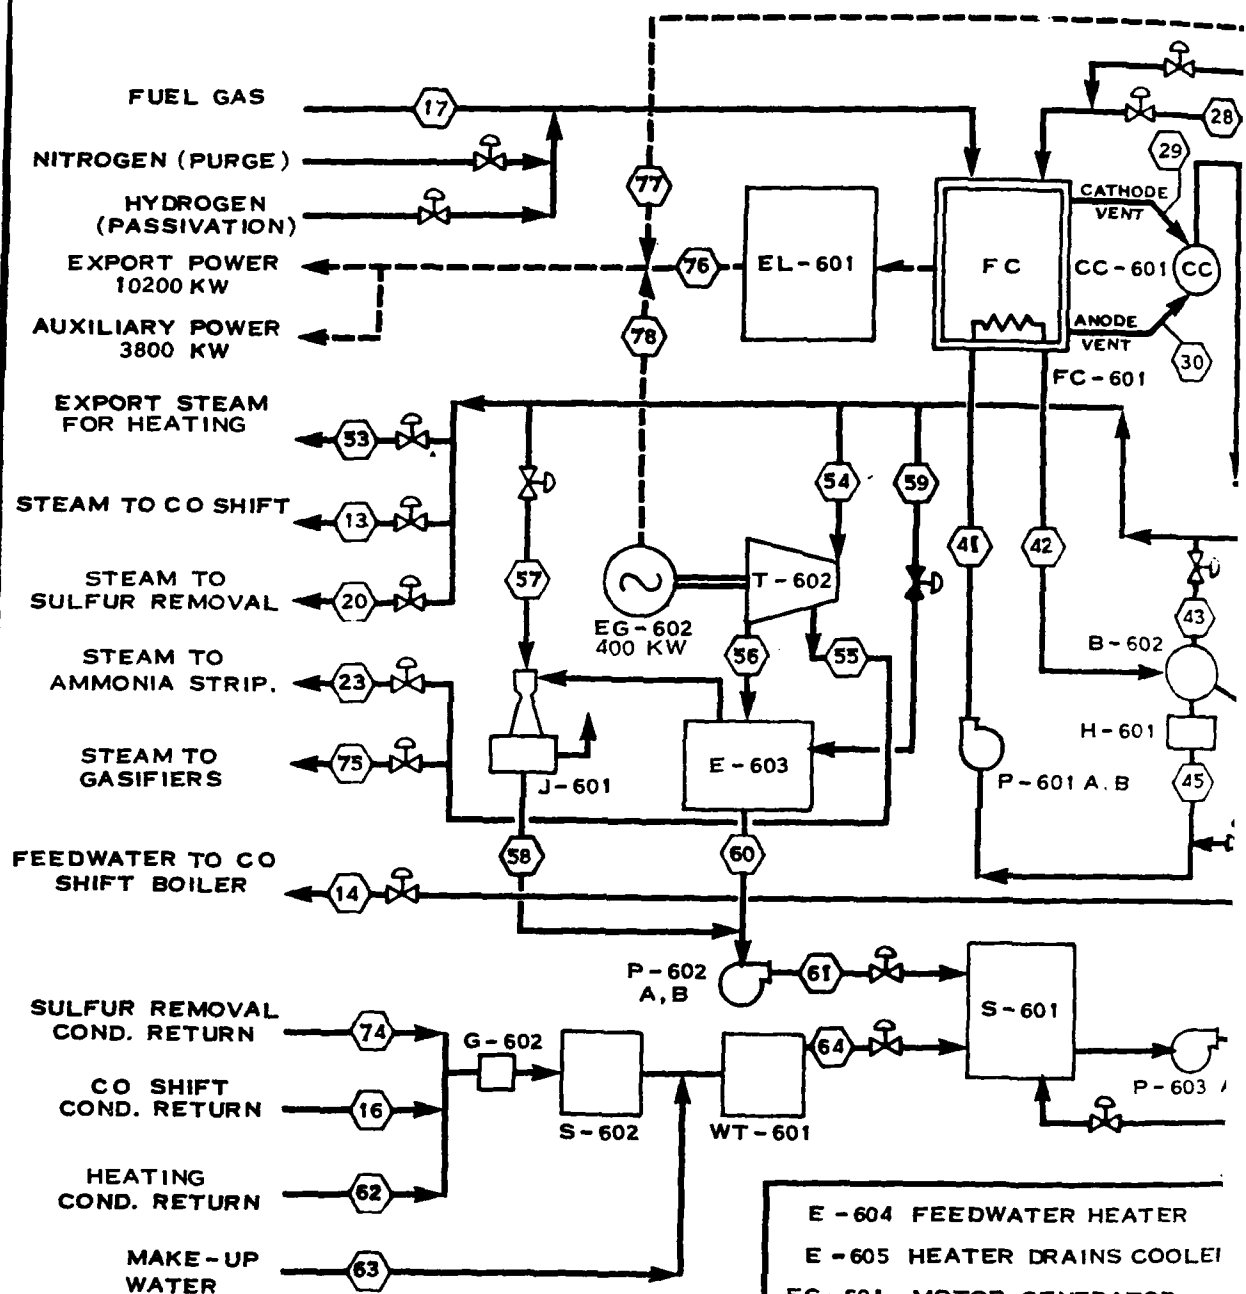 FUEL GAS
17
28
NITROGEN (PURGE)
29
77
HYDROGEN
(PASSIVATION)
CATHODE
VENT
EXPORT POWER
10200 KW
76
EL-601
FC
CC-601
CC
AUXILIARY POWER
3800 KW
78
ANODE
VENT
30
FC-601
EXPORT STEAM
FOR HEATING
53
STEAM TO CO SHIFT
13
54
59
41
42
57
T-602
STEAM TO
SULFUR REMOVAL
20
EG-602
400 KW
43
B-602
56
55
STEAM TO
AMMONIA STRIP.
23
H-601
STEAM TO
GASIFIERS
75
E-603
J-601
P-601 A,B
45
58
60
FEEDWATER TO CO
SHIFT BOILER
14
P-602
A,B
61
S-601
SULFUR REMOVAL
COND. RETURN
74
G-602
64
P-603
CO SHIFT
COND. RETURN
16
S-602
WT-601
HEATING
COND. RETURN
62
E-604 FEEDWATER HEATER
MAKE-UP
WATER
63
E-605 HEATER DRAINS
MOTOR GENERATOR